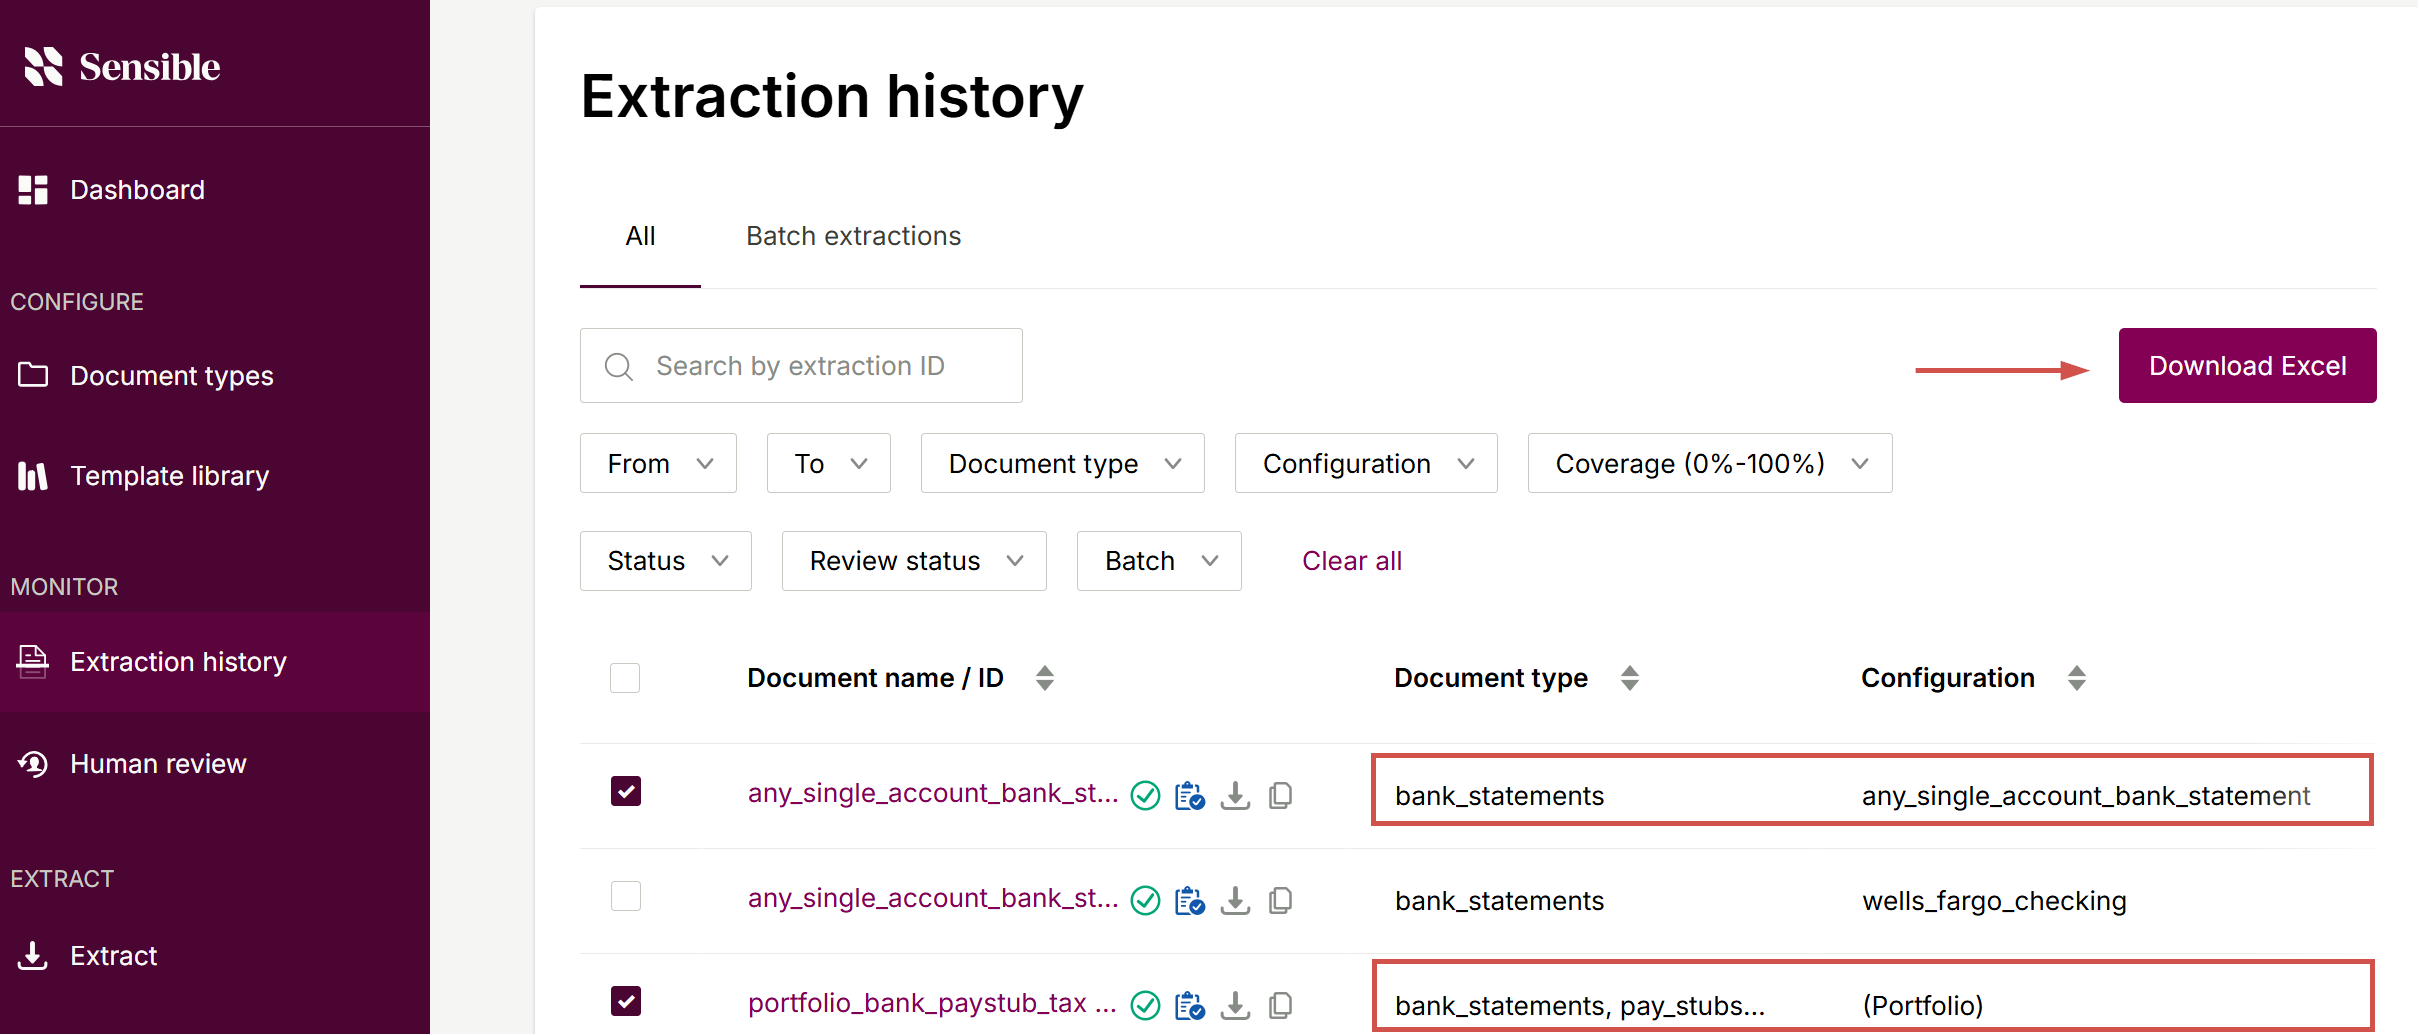 Sensible
Dashboard
CONFIGURE
Document types
Template library
MONITOR
Extraction history
Human review
EXTRACT
Extract
Extraction history
All Batch extractions
Search by extraction ID
Download Excel
From To Document type Configuration Coverage (0%-100%)
Status Review status Batch Clear all
Document name / ID Document type Configuration
any_single_account_bank_st... bank_statements any_single_account_bank_statement
any_single_account_bank_st... bank_statements wells_fargo_checking
portfolio_bank_paystub_tax ... bank_statements, pay_stubs... (Portfolio)